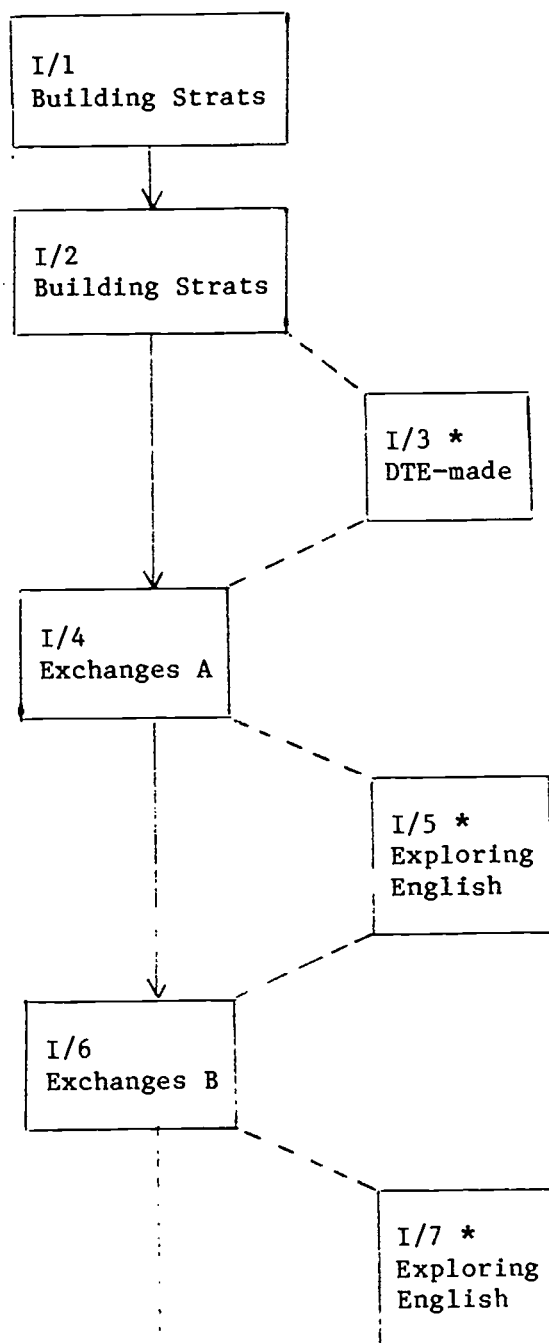 I/1
Building Strats
I/2
Building Strats
I/3 *
DTE-made
I/4
Exchanges A
I/5 *
Exploring
English
I/6
Exchanges B
I/7 *
Exploring
English